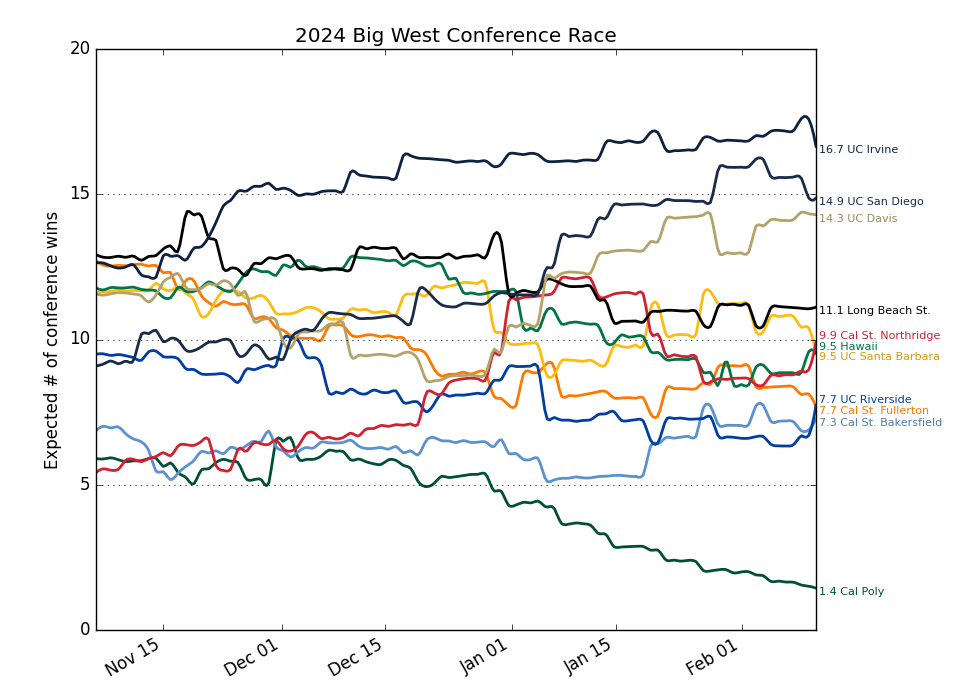 2024 Big West Conference Race
Expected # of conference wins
20
15
10
5
0
Nov 15
Dec 01
Dec 15
Jan 01
Jan 15
Feb 01
16.7 UC Irvine
14.9 UC San Diego
14.3 UC Davis
11.1 Long Beach St.
9.9 Cal St. Northridge
9.5 Hawaii
9.5 UC Santa Barbara
7.7 UC Riverside
7.7 Cal St. Fullerton
7.3 Cal St. Bakersfield
1.4 Cal Poly